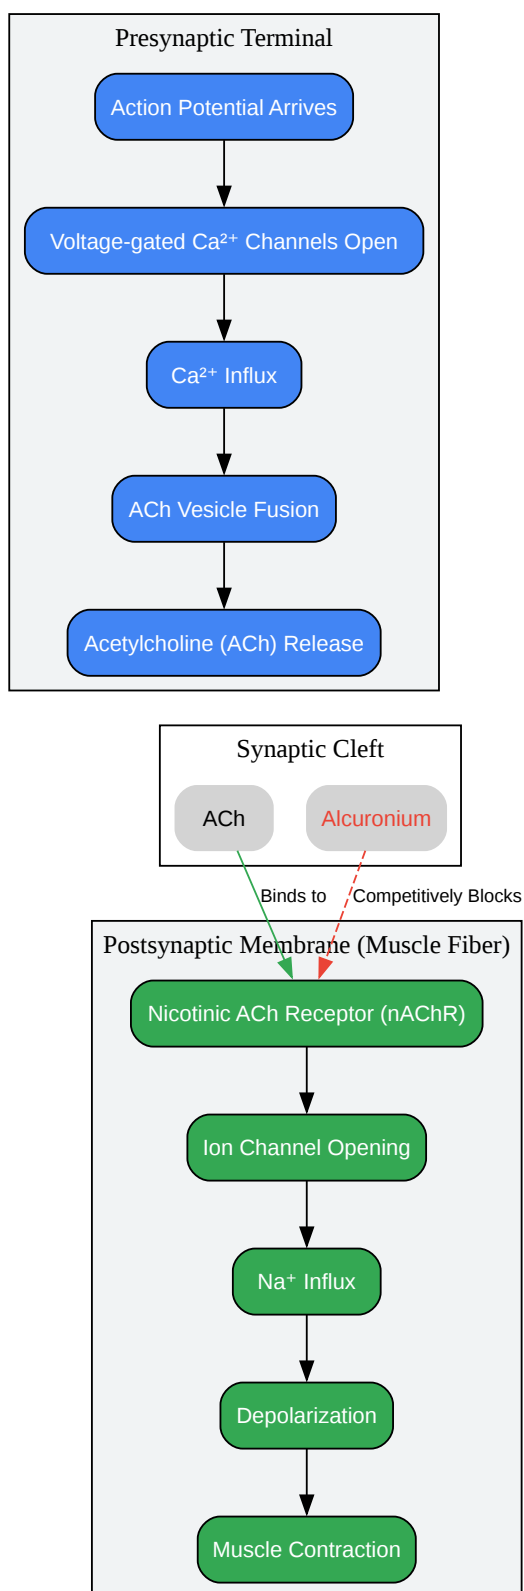 Presynaptic Terminal
Action Potential Arrives
Voltage-gated Ca²⁺ Channels Open
Ca²⁺ Influx
ACh Vesicle Fusion
Acetylcholine (ACh) Release
Synaptic Cleft
ACh
Alcuronium
Binds to
Competitively Blocks
Postsynaptic Membrane (Muscle Fiber)
Nicotinic ACh Receptor (nAChR)
Ion Channel Opening
Na⁺ Influx
Depolarization
Muscle Contraction